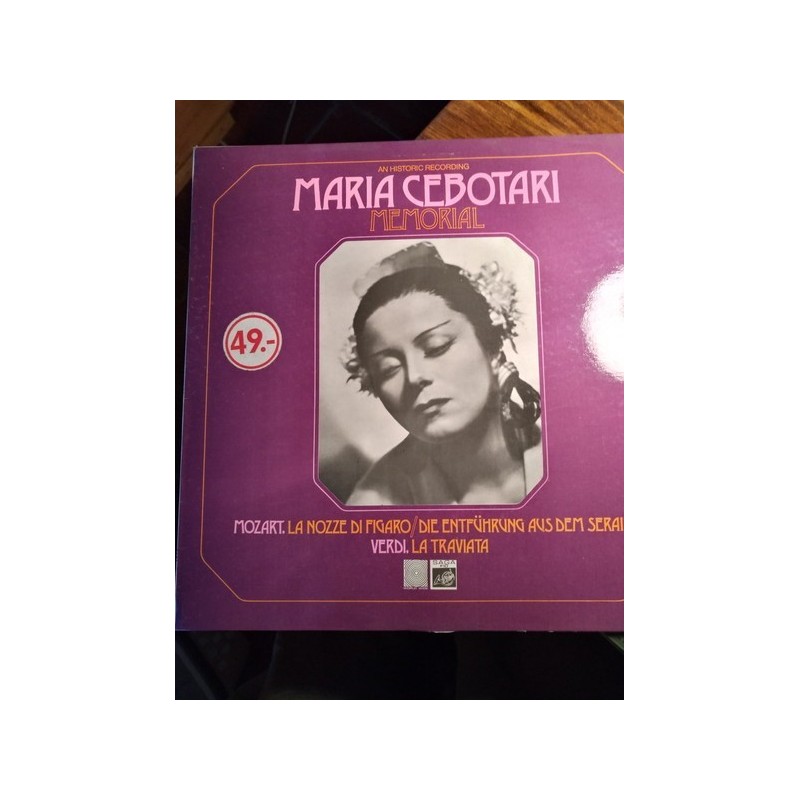 AN HISTORIC RECORDING
MARIA CEBOTARI
MEMORIAL
49.-
MOZART. LA NOZZE DI FIGARO/DIE ENTFÜHRUNG AUS DEM SERAI
VERDI. LA TRAVIATA
SAGA